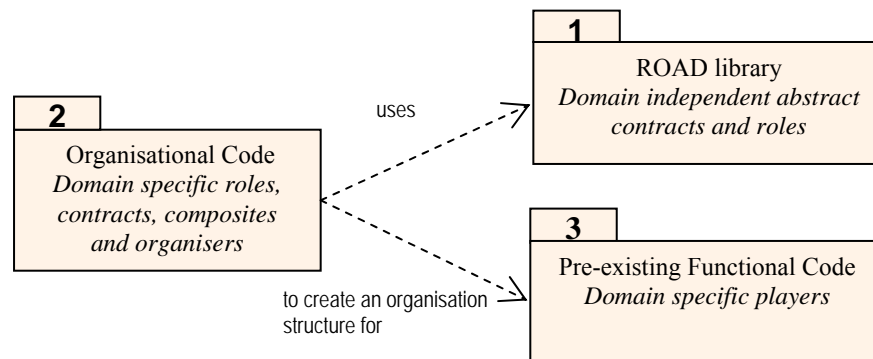 1
ROAD library
Domain independent abstract
contracts and roles
uses
2
Organisational Code
Domain specific roles,
contracts, composites
and organisers
3
Pre-existing Functional Code
Domain specific players
to create an organisation
structure for